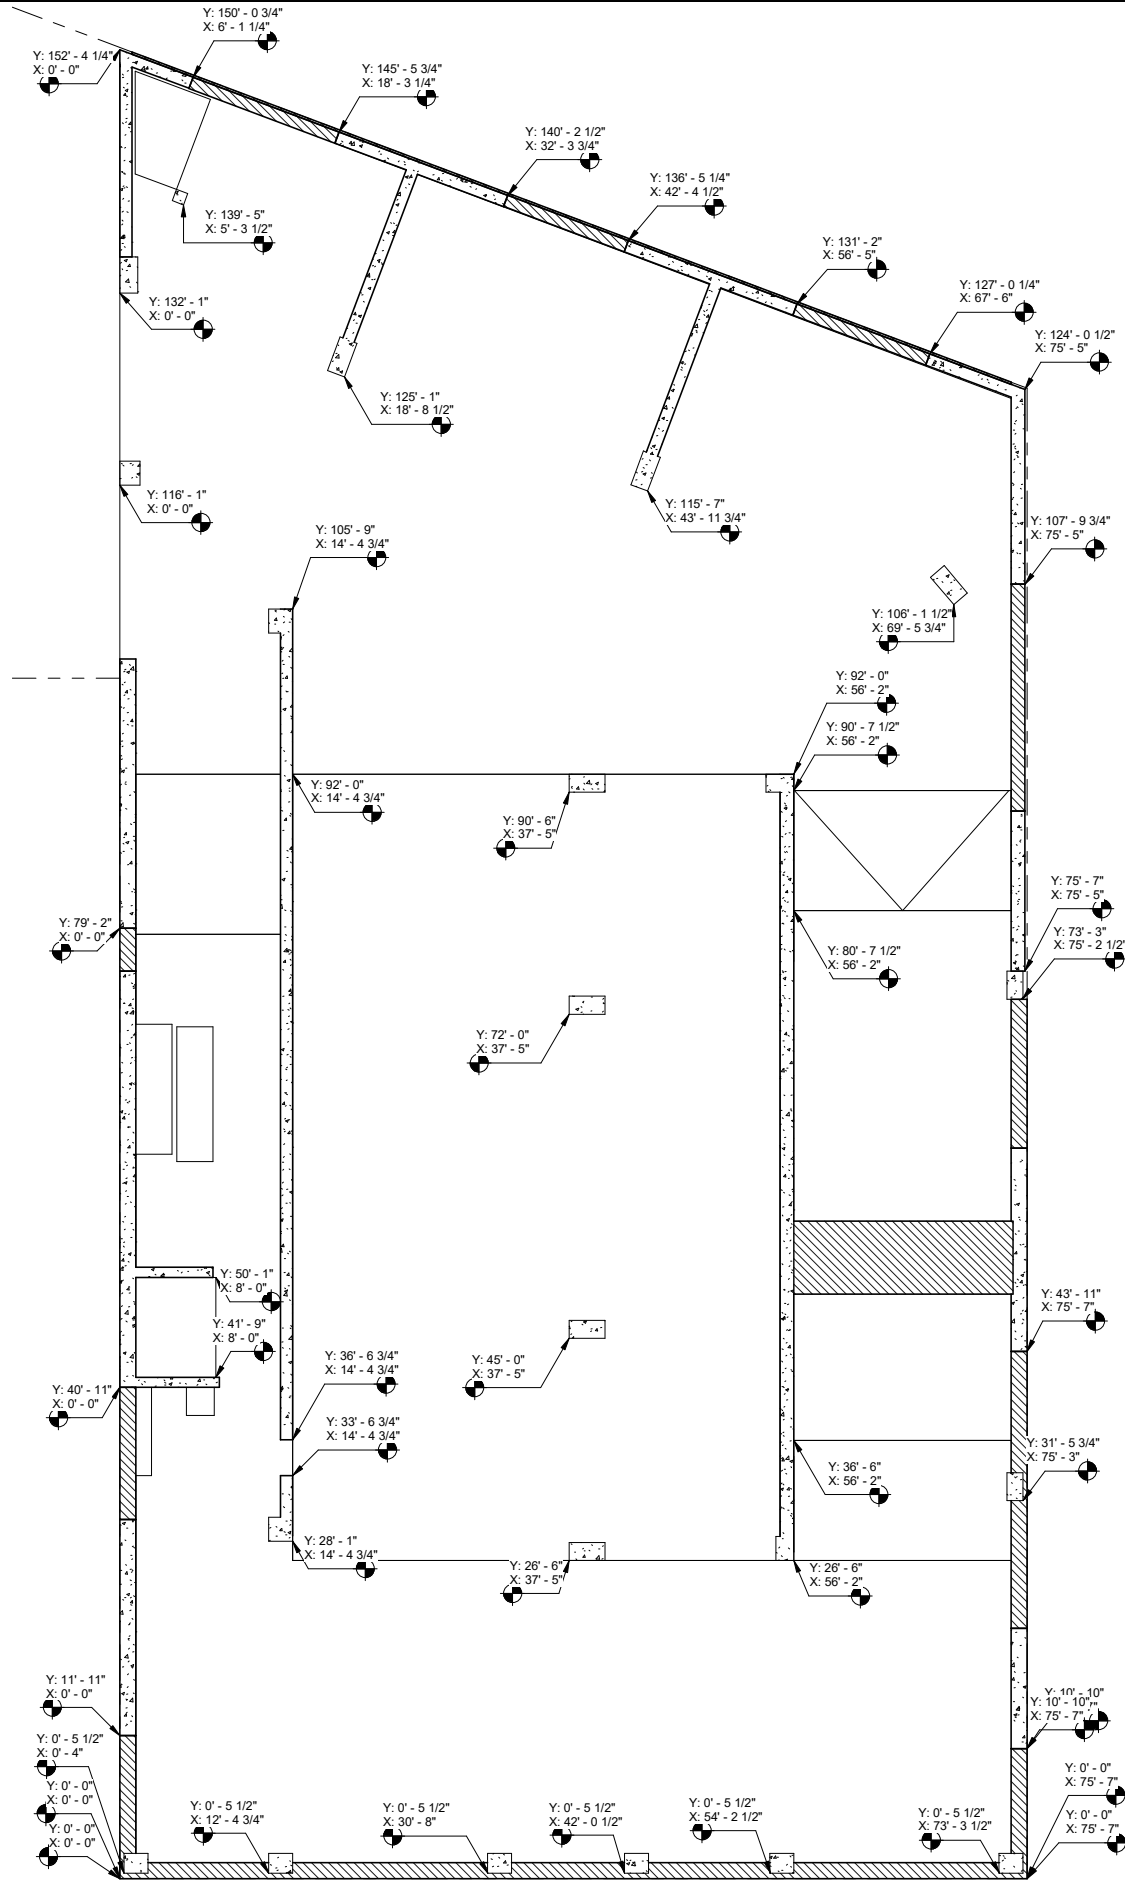 Y: 150' - 0 3/4"
X: 6' - 1 1/4"
Y: 152' - 4 1/4"
X: 0' - 0"
Y: 145' - 5 3/4"
X: 18' - 3 1/4"
Y: 140' - 2 1/2"
X: 32' - 3 3/4"
Y: 136' - 5 1/4"
X: 42' - 4 1/2"
Y: 139' - 5"
X: 5' - 3 1/2"
Y: 131' - 2"
X: 56' - 5"
Y: 127' - 0 1/4"
X: 67' - 6"
Y: 132' - 1"
X: 0' - 0"
Y: 124' - 0 1/2"
X: 75' - 5"
Y: 125' - 1"
X: 18' - 8 1/2"
Y: 116' - 1"
X: 0' - 0"
Y: 115' - 7"
X: 43' - 11 3/4"
Y: 107' - 9 3/4"
X: 75' - 5"
Y: 105' - 9"
X: 14' - 4 3/4"
Y: 106' - 1 1/2"
X: 69' - 5 3/4"
Y: 92' - 0"
X: 56' - 2"
Y: 90' - 7 1/2"
X: 56' - 2"
Y: 92' - 0"
X: 14' - 4 3/4"
Y: 90' - 6"
X: 37' - 5"
Y: 75' - 7"
X: 75' - 5"
Y: 79' - 2"
X: 0' - 0"
Y: 73' - 3"
X: 75' - 2 1/2"
Y: 80' - 7 1/2"
X: 56' - 2"
Y: 72' - 0"
X: 37' - 5"
Y: 50' - 1"
X: 8' - 0"
Y: 43' - 11"
X: 75' - 7"
Y: 41' - 9"
X: 8' - 0"
Y: 36' - 6 3/4"
X: 14' - 4 3/4"
Y: 45' - 0"
X: 37' - 5"
Y: 40' - 11"
X: 0' - 0"
Y: 33' - 6 3/4"
X: 14' - 4 3/4"
Y: 31' - 5 3/4"
X: 75' - 3"
Y: 36' - 6"
X: 56' - 2"
Y: 28' - 1"
X: 14' - 4 3/4"
Y: 26' - 6"
X: 37' - 5"
Y: 26' - 6"
X: 56' - 2"
Y: 11' - 11"
X: 0' - 0"
Y: 10' - 10"
Y: 10' - 10"
X: 75' - 7"
Y: 0' - 5 1/2"
X: 0' - 4"
Y: 0' - 0"
X: 75' - 7"
Y: 0' - 0"
X: 0' - 0"
Y: 0' - 5 1/2"
X: 12' - 4 3/4"
Y: 0' - 5 1/2"
X: 30' - 8"
Y: 0' - 5 1/2"
X: 42' - 0 1/2"
Y: 0' - 5 1/2"
X: 54' - 2 1/2"
Y: 0' - 5 1/2"
X: 73' - 3 1/2"
Y: 0' - 0"
X: 75' - 7"
Y: 0' - 0"
X: 0' - 0"